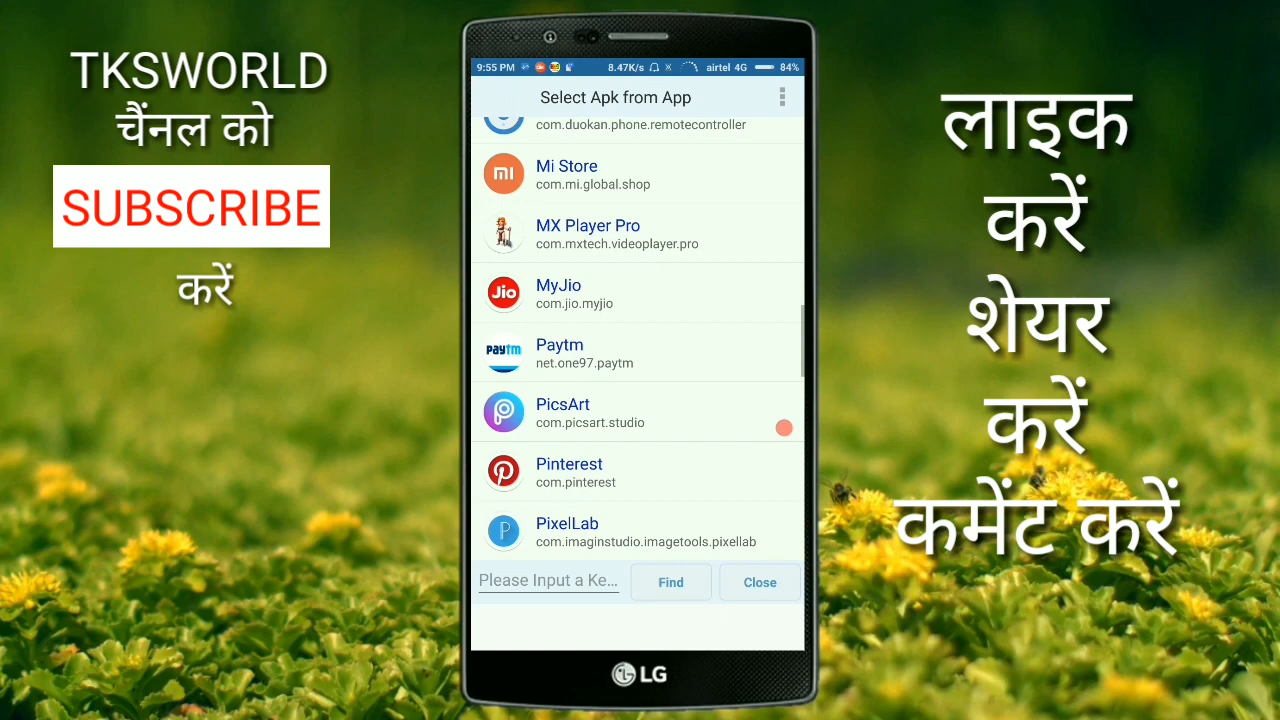 TKSWORLD
चैंनल को
SUBSCRIBE
करें
9:55 PM 8.47K/s airtel 4G 84%
Select Apk from App
com.duokan.phone.remotecontroller
Mi Store
com.mi.global.shop
MX Player Pro
com.mxtech.videoplayer.pro
Jio
MyJio
com.jio.myjio
Paytm
Paytm
net.one97.paytm
PicsArt
com.picsart.studio
Pinterest
com.pinterest
PixelLab
com.imaginstudio.imagetools.pixellab
Please Input a Ke...
Find
Close
LG
लाइक
करें
शेयर
करें
कमेंट करें